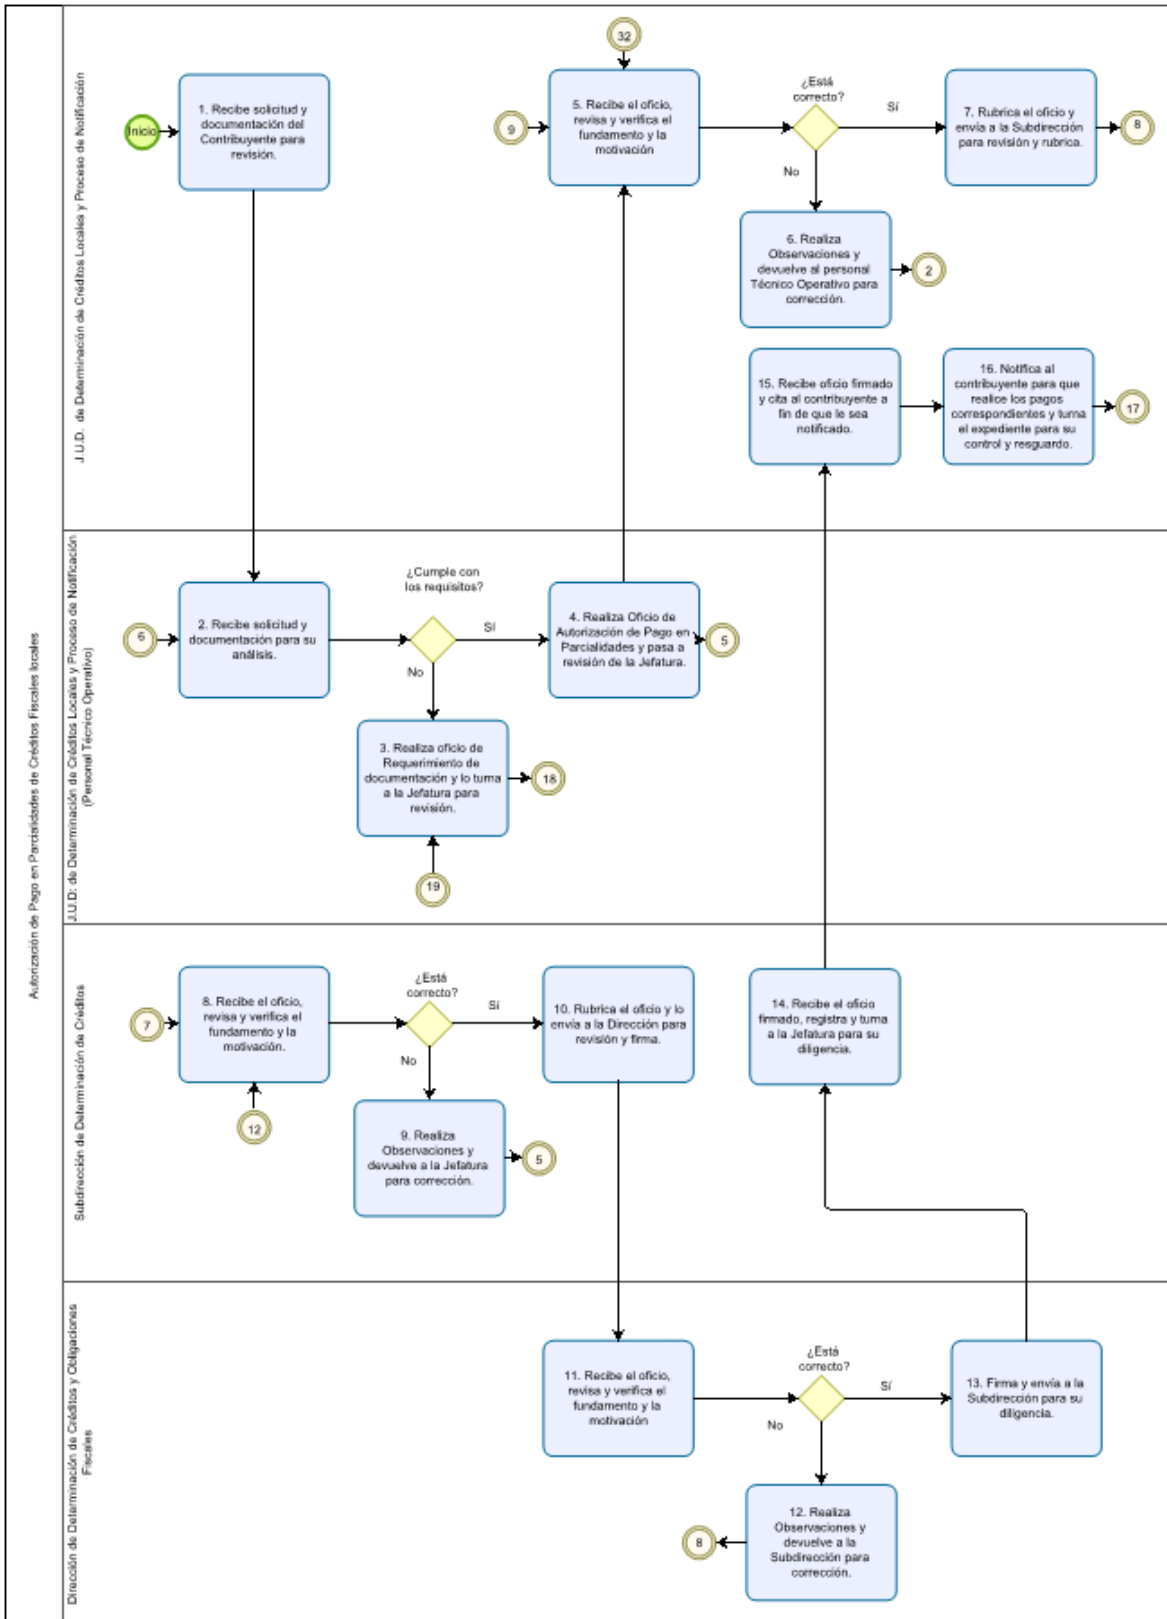 Autorización de Pago en Parcialidades de Créditos Fiscales locales
J.U.D. de Determinación de Créditos Locales y Proceso de Notificación
Inicio
1. Recibe solicitud y
documentación del
Contribuyente para
revisión.
32
9
5. Recibe el oficio,
revisa y verifica el
fundamento y la
motivación
¿Está
correcto?
Sí
No
7. Rubrica el oficio y
envía a la Subdirección
para revisión y rubrica.
8
6. Realiza
Observaciones y
devuelve al personal
Técnico Operativo para
corrección.
2
15. Recibe oficio firmado
y cita al contribuyente a
fin de que le sea
notificado.
16. Notifica al
contribuyente para que
realice los pagos
correspondientes y turna
el expediente para su
control y resguardo.
17
J.U.D: de Determinación de Créditos Locales y Proceso de Notificación
(Personal Técnico Operativo)
6
2. Recibe solicitud y
documentación para su
análisis.
¿Cumple con
los requisitos?
Sí
No
4. Realiza Oficio de
Autorización de Pago en
Parcialidades y pasa a
revisión de la Jefatura.
5
3. Realiza oficio de
Requerimiento de
documentación y lo turna
a la Jefatura para
revisión.
18
19
Subdirección de Determinación de Créditos
7
8. Recibe el oficio,
revisa y verifica el
fundamento y la
motivación.
12
¿Está
correcto?
Sí
No
10. Rubrica el oficio y lo
envía a la Dirección para
revisión y firma.
9. Realiza
Observaciones y
devuelve a la Jefatura
para corrección.
5
14. Recibe el oficio
firmado, registra y turna
a la Jefatura para su
diligencia.
Dirección de Determinación de Créditos y Obligaciones
Fiscales
11. Recibe el oficio,
revisa y verifica el
fundamento y la
motivación
¿Está
correcto?
Sí
No
13. Firma y envía a la
Subdirección para su
diligencia.
12. Realiza
Observaciones y
devuelve a la
Subdirección para
corrección.
8